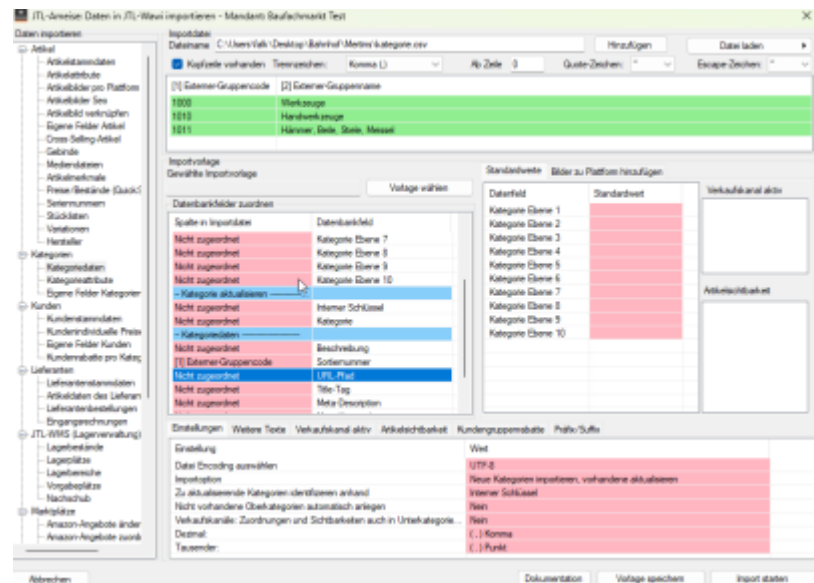 JTL-Ameise: Daten in JTL-Wawi importieren - Mandant: Baufachmarkt Test
Daten importieren
Artikel
Artikelstammdaten
Artikelattribute
Artikelbilder pro Plattform
Artikelbilder Seo
Artikelbild verknüpfen
Eigene Felder Artikel
Cross-Selling-Artikel
Gebinde
Mediendateien
Artikelmerkmale
Preise/Bestände (Quick
Seriennummern
Stücklisten
Variationen
Hersteller
Kategorien
Kategoriedaten
Kategorieattribute
Eigene Felder Kategorien
Kunden
Kundenstammdaten
Kundenindividuelle Preise
Eigene Felder Kunden
Kundenrabatte pro Kateg
Lieferanten
Lieferantenstammdaten
Artikeldaten des Lieferan
Lieferantenbestellungen
Eingangsrechnungen
JTL-WMS (Lagerverwaltung)
Lagerbestände
Lagerplätze
Lagerbereiche
Vorgabeplätze
Nachschub
Marktplätze
Amazon-Angebote änder
Amazon-Angebote zuord
Importdatei
Dateiname C:\Users\falk\Desktop\Bahnhof\Mertins\kategorie.csv Hinzufügen Datei laden
Kopfzeile vorhanden Trennzeichen: Komma (,) Ab Zeile 0 Quote-Zeichen: " Escape-Zeichen: "
[1] Externer-Gruppencode [2] Externer-Gruppenname
1000 Werkzeuge
1010 Handwerkzeuge
1011 Hämmer, Beile, Stiele, Meissel
Importvorlage
Gewählte Importvorlage
Vorlage wählen
Datenbankfelder zuordnen
Spalte in Importdatei Datenbankfeld
Nicht zugeordnet Kategorie Ebene 7
Nicht zugeordnet Kategorie Ebene 8
Nicht zugeordnet Kategorie Ebene 9
Nicht zugeordnet Kategorie Ebene 10
-- Kategorie aktualisieren ----------
Nicht zugeordnet Interner Schlüssel
Nicht zugeordnet Kategorie
-- Kategoriedaten ----------
Nicht zugeordnet Beschreibung
[1] Externer-Gruppencode Sortiernummer
Nicht zugeordnet URL-Pfad
Nicht zugeordnet Title-Tag
Nicht zugeordnet Meta-Description
Standardwerte Bilder zu Plattform hinzufügen
Datenfeld Standardwert
Kategorie Ebene 1
Kategorie Ebene 2
Kategorie Ebene 3
Kategorie Ebene 4
Kategorie Ebene 5
Kategorie Ebene 6
Kategorie Ebene 7
Kategorie Ebene 8
Kategorie Ebene 9
Kategorie Ebene 10
Verkaufskanal aktiv
Artikelsichtbarkeit
Einstellungen Weitere Texte Verkaufskanal aktiv Artikelsichtbarkeit Kundengruppenrabatte Präfix/Suffix
Einstellung Wert
Datei Encoding auswählen UTF-8
Importoption Neue Kategorien importieren, vorhandene aktualisieren
Zu aktualisierende Kategorien identifizieren anhand Interner Schlüssel
Nicht vorhandene Oberkategorien automatisch anlegen Nein
Verkaufskanäle: Zuordnungen und Sichtbarkeiten auch in Unterkategorie... Nein
Dezimal: ( , ) Komma
Tausender: ( . ) Punkt
Abbrechen Dokumentation Vorlage speichern Import starten